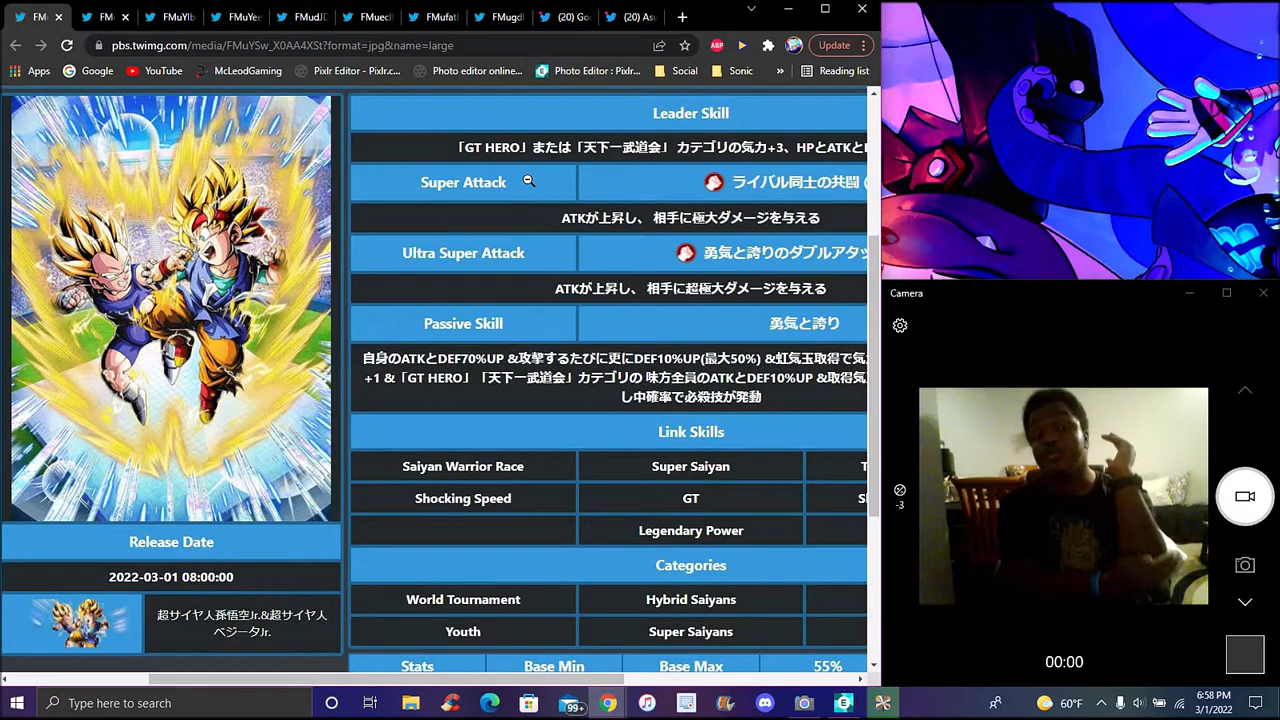 FMu
FMu
FMuYlb
FMuYee
FMudJD
FMuecli
FMufatl
FMugdl
(20) Go
(20) Asu
pbs.twimg.com/media/FMuYSw_X0AA4XSt?format=jpg&name=large
ABP
Update
Apps
Google
YouTube
McLeodGaming
Pixlr Editor - Pixlr.c...
Photo editor online...
Photo Editor : Pixlr...
Social
Sonic
»
Reading list
Leader Skill
「GT HERO」または「天下一武道会」カテゴリの気力+3、HPとATKと
Super Attack
ライバル同士の共闘 (
ATKが上昇し、 相手に極大ダメージを与える
Ultra Super Attack
勇気と誇りのダブルアタッ
ATKが上昇し、 相手に超極大ダメージを与える
Passive Skill
勇気と誇り
自身のATKとDEF70%UP &攻撃するたびに更にDEF10%UP(最大50%) &虹気玉取得で気
+1 &「GT HERO」「天下一武道会」カテゴリの 味方全員のATKとDEF10%UP &取得気
し中確率で必殺技が発動
Link Skills
Saiyan Warrior Race
Super Saiyan
T
Shocking Speed
GT
Legendary Power
Categories
World Tournament
Hybrid Saiyans
Youth
Super Saiyans
Stats
Base Min
Base Max
55%
Release Date
2022-03-01 08:00:00
超サイヤ人孫悟空Jr.&超サイヤ人
ベジータJr.
Camera
-3
00:00
Type here to search
99+
60°F
6:58 PM
3/1/2022